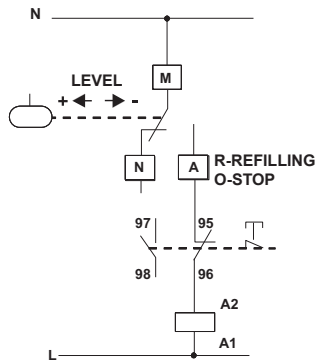 N
M
LEVEL
+ -
N
A
R-REFILLING
O-STOP
97
95
98
96
A2
A1
L